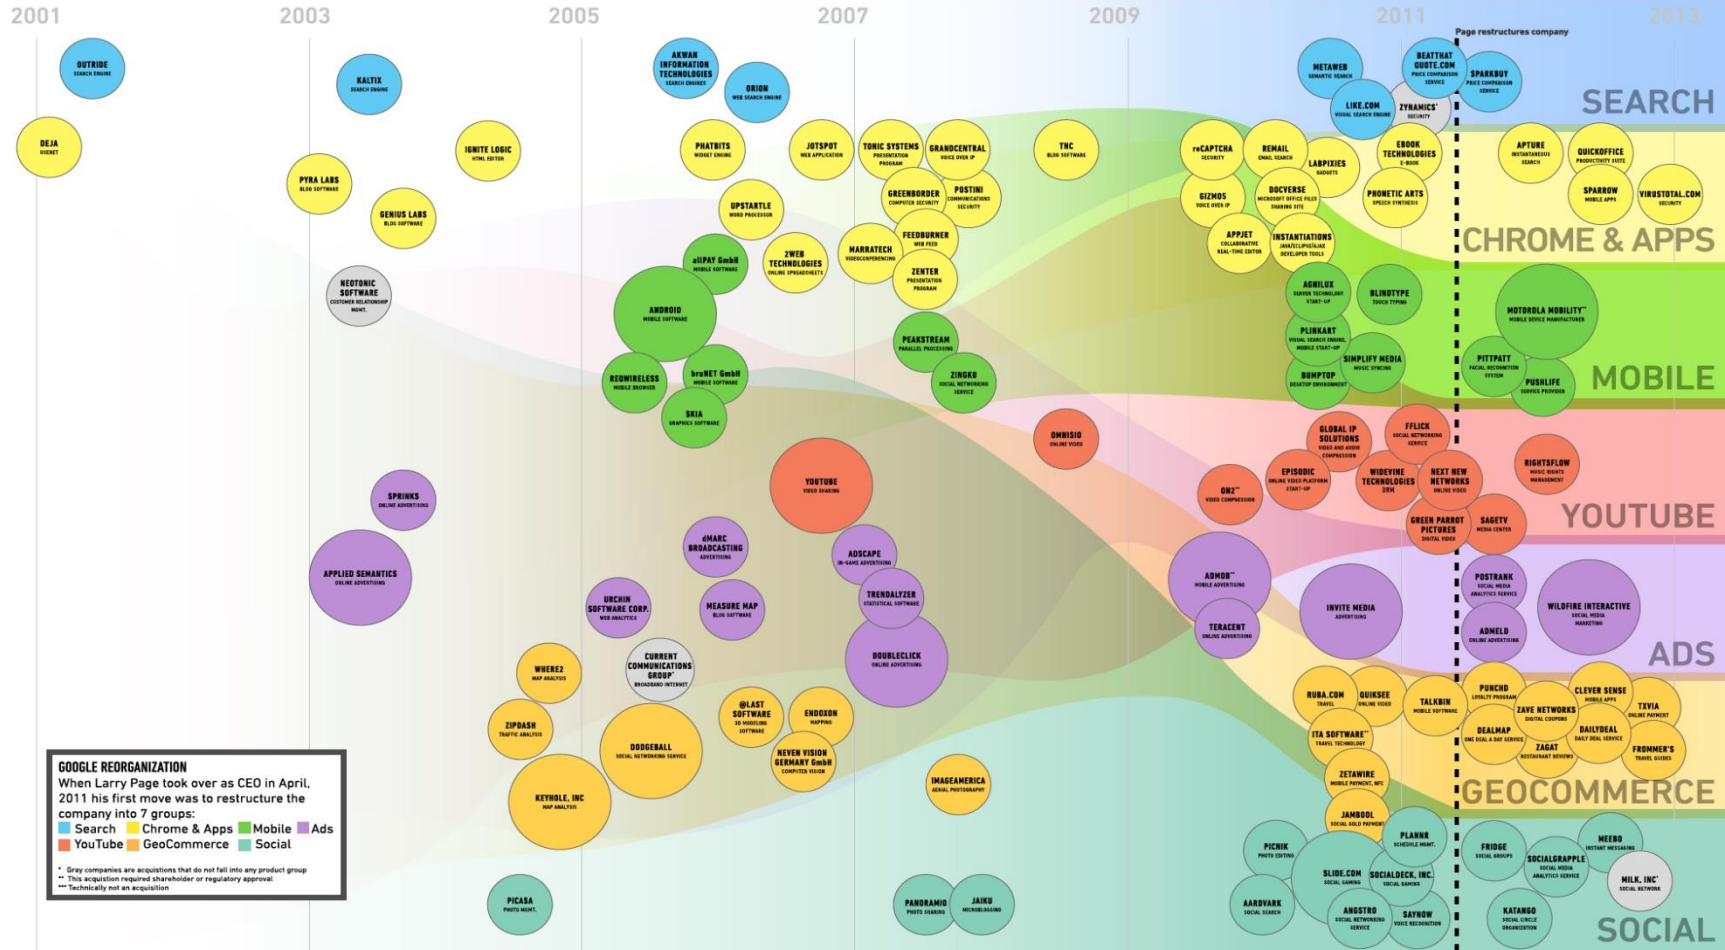 2001
2003
2005
2007
2009
2011
2013
Page restructures company
OUTRIDE
SEARCH ENGINE
KALTIX
SEARCH ENGINE
AKWAN
INFORMATION
TECHNOLOGIES
SEARCH ENGINES
ORION
WEB SEARCH ENGINE
METAWEB
SEMANTIC SEARCH
LIKE.COM
VISUAL SEARCH ENGINE
BEATTHAT
QUOTE.COM
PRICE COMPARISON
SERVICE
ZYNAMICS*
SECURITY
SPARKBUY
PRICE COMPARISON
SERVICE
SEARCH
DEJA
USENET
PYRA LABS
BLOG SOFTWARE
GENIUS LABS
BLOG SOFTWARE
IGNITE LOGIC
HTML EDITOR
PHATBITS
WIDGET ENGINE
UPSTARTLE
WORD PROCESSOR
2WEB
TECHNOLOGIES
ONLINE SPREADSHEETS
JOTSPOT
WEB APPLICATION
TONIC SYSTEMS
PRESENTATION
PROGRAM
GRANDCENTRAL
VOICE OVER IP
GREENBORDER
COMPUTER SECURITY
POSTINI
COMMUNICATIONS
SECURITY
MARRATECH
VIDEOCONFERENCING
FEEDBURNER
WEB FEED
ZENTER
PRESENTATION
PROGRAM
TNC
BLOG SOFTWARE
reCAPTCHA
SECURITY
GIZMO5
VOICE OVER IP
APPJET
COLLABORATIVE
REAL-TIME EDITOR
REMAIL
EMAIL SEARCH
LABPIXIES
GADGETS
DOCVERSE
MICROSOFT OFFICE FILES
SHARING SITE
INSTANTIATIONS
JAVA/ECLIPSE/AJAX
DEVELOPER TOOLS
EBOOK
TECHNOLOGIES
E-BOOK
PHONETIC ARTS
SPEECH SYNTHESIS
APTURE
INSTANTANEOUS
SEARCH
QUICKOFFICE
PRODUCTIVITY SUITE
SPARROW
MOBILE APPS
VIRUSTOTAL.COM
SECURITY
CHROME & APPS
NEOTONIC
SOFTWARE
CUSTOMER RELATIONSHIP
MGMT.
allPAY GmbH
MOBILE SOFTWARE
ANDROID
MOBILE SOFTWARE
REQWIRELESS
MOBILE BROWSER
bruNET GmbH
MOBILE SOFTWARE
SKIA
GRAPHICS SOFTWARE
PEAKSTREAM
PARALLEL PROCESSING
ZINGKU
SOCIAL NETWORKING
SERVICE
AGNILUX
SERVER TECHNOLOGY
START-UP
BLINDTYPE
TOUCH TYPING
PLINKART
VISUAL SEARCH ENGINE,
MOBILE START-UP
SIMPLIFY MEDIA
MUSIC SYNCING
BUMPTOP
DESKTOP ENVIRONMENT
MOTOROLA MOBILITY**
MOBILE DEVICE MANUFACTURER
PITTPATT
FACIAL RECOGNITION
SYSTEM
PUSHLIFE
SERVICE PROVIDER
MOBILE
YOUTUBE
VIDEO SHARING
OMNISIO
ONLINE VIDEO
ON2**
VIDEO COMPRESSION
GLOBAL IP
SOLUTIONS
VIDEO AND AUDIO
COMPRESSION
EPISODIC
ONLINE VIDEO PLATFORM
START-UP
WIDEVINE
TECHNOLOGIES
DRM
FFLICK
SOCIAL NETWORKING
SERVICE
NEXT NEW
NETWORKS
ONLINE VIDEO
GREEN PARROT
PICTURES
DIGITAL VIDEO
SAGETV
MEDIA CENTER
RIGHTSFLOW
MUSIC RIGHTS
MANAGEMENT
YOUTUBE
SPRINKS
ONLINE ADVERTISING
APPLIED SEMANTICS
ONLINE ADVERTISING
URCHIN
SOFTWARE CORP.
WEB ANALYTICS
dMARC
BROADCASTING
ADVERTISING
MEASURE MAP
BLOG SOFTWARE
ADSCAPE
IN-GAME ADVERTISING
TRENDALYZER
STATISTICAL SOFTWARE
DOUBLECLICK
ONLINE ADVERTISING
ADMOB**
MOBILE ADVERTISING
TERACENT
ONLINE ADVERTISING
INVITE MEDIA
ADVERTISING
POSTRANK
SOCIAL MEDIA
ANALYTICS SERVICE
ADMELD
ONLINE ADVERTISING
WILDFIRE INTERACTIVE
SOCIAL MEDIA
MARKETING
ADS
WHERE2
MAP ANALYSIS
ZIPDASH
TRAFFIC ANALYSIS
KEYHOLE, INC
MAP ANALYSIS
CURRENT
COMMUNICATIONS
GROUP*
BROADBAND INTERNET
DODGEBALL
SOCIAL NETWORKING SERVICE
@LAST
SOFTWARE
3D MODELING
SOFTWARE
ENDOXON
MAPPING
NEVEN VISION
GERMANY GmbH
COMPUTER VISION
IMAGEAMERICA
AERIAL PHOTOGRAPHY
RUBA.COM
TRAVEL
QUIKSEE
ONLINE VIDEO
TALKBIN
MOBILE SOFTWARE
ITA SOFTWARE**
TRAVEL TECHNOLOGY
ZETAWIRE
MOBILE PAYMENT, NFC
JAMBOOL
SOCIAL GOLD PAYMENT
PUNCHD
LOYALTY PROGRAM
CLEVER SENSE
MOBILE APPS
TXVIA
ONLINE PAYMENT
ZAVE NETWORKS
DIGITAL COUPONS
DEALMAP
ONE DEAL A DAY SERVICE
DAILYDEAL
DAILY DEAL SERVICE
ZAGAT
RESTAURANT REVIEWS
FROMMER'S
TRAVEL GUIDES
GEOCOMMERCE
PICASA
PHOTO MGMT.
PANORAMIO
PHOTO SHARING
JAIKU
MICROBLOGGING
PICNIK
PHOTO EDITING
AARDVARK
SOCIAL SEARCH
SLIDE.COM
SOCIAL GAMING
PLANNR
SCHEDULE MGMT.
SOCIALDECK, INC.
SOCIAL GAMING
ANGSTRO
SOCIAL NETWORKING
SERVICE
SAYNOW
VOICE RECOGNITION
FRIDGE
SOCIAL GROUPS
SOCIALGRAPPLE
SOCIAL MEDIA
ANALYTICS SERVICE
MEEBO
INSTANT MESSAGING
MILK, INC*
SOCIAL NETWORK
KATANGO
SOCIAL CIRCLE
ORGANIZATION
SOCIAL
GOOGLE REORGANIZATION
When Larry Page took over as CEO in April,
2011 his first move was to restructure the
company into 7 groups:
Search Chrome & Apps Mobile Ads
YouTube GeoCommerce Social
* Gray companies are acquistions that do not fall into any product group
** This acquistion required shareholder or regulatory approval
*** Technically not an acquisition